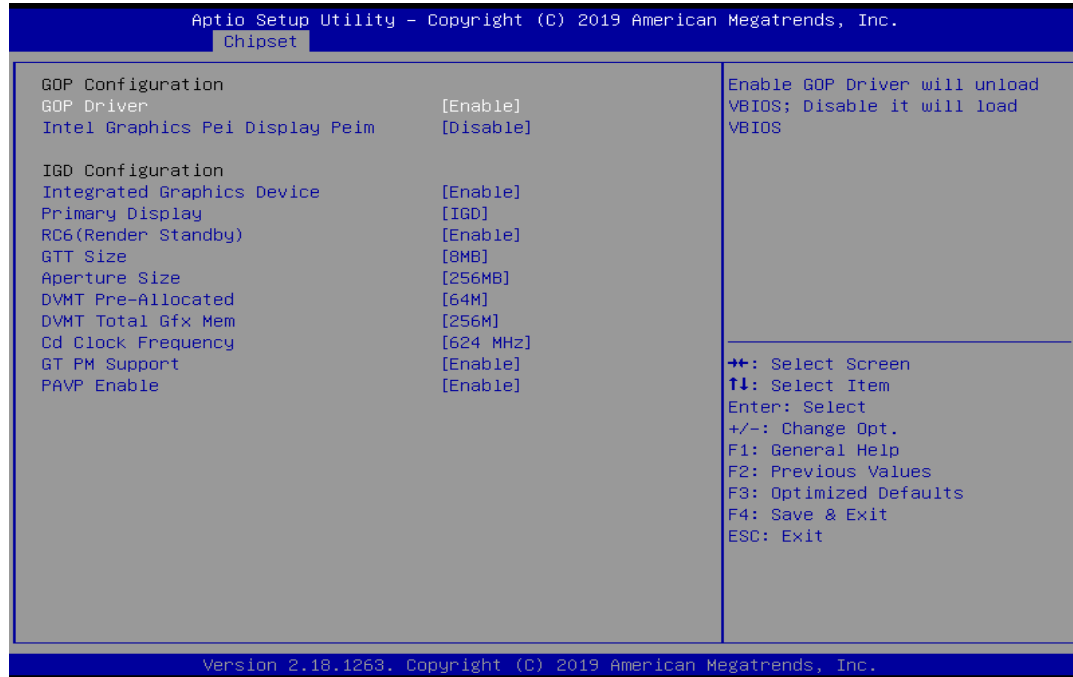 Aptio Setup Utility – Copyright (C) 2019 American Megatrends, Inc.
Chipset
GOP Configuration
GOP Driver [Enable]
Intel Graphics Pei Display Peim [Disable]
IGD Configuration
Integrated Graphics Device [Enable]
Primary Display [IGD]
RC6(Render Standby) [Enable]
GTT Size [8MB]
Aperture Size [256MB]
DVMT Pre-Allocated [64M]
DVMT Total Gfx Mem [256M]
Cd Clock Frequency [624 MHz]
GT PM Support [Enable]
PAVP Enable [Enable]
Enable GOP Driver will unload
VBIOS; Disable it will load
VBIOS
→←: Select Screen
↑↓: Select Item
Enter: Select
+/-: Change Opt.
F1: General Help
F2: Previous Values
F3: Optimized Defaults
F4: Save & Exit
ESC: Exit
Version 2.18.1263. Copyright (C) 2019 American Megatrends, Inc.